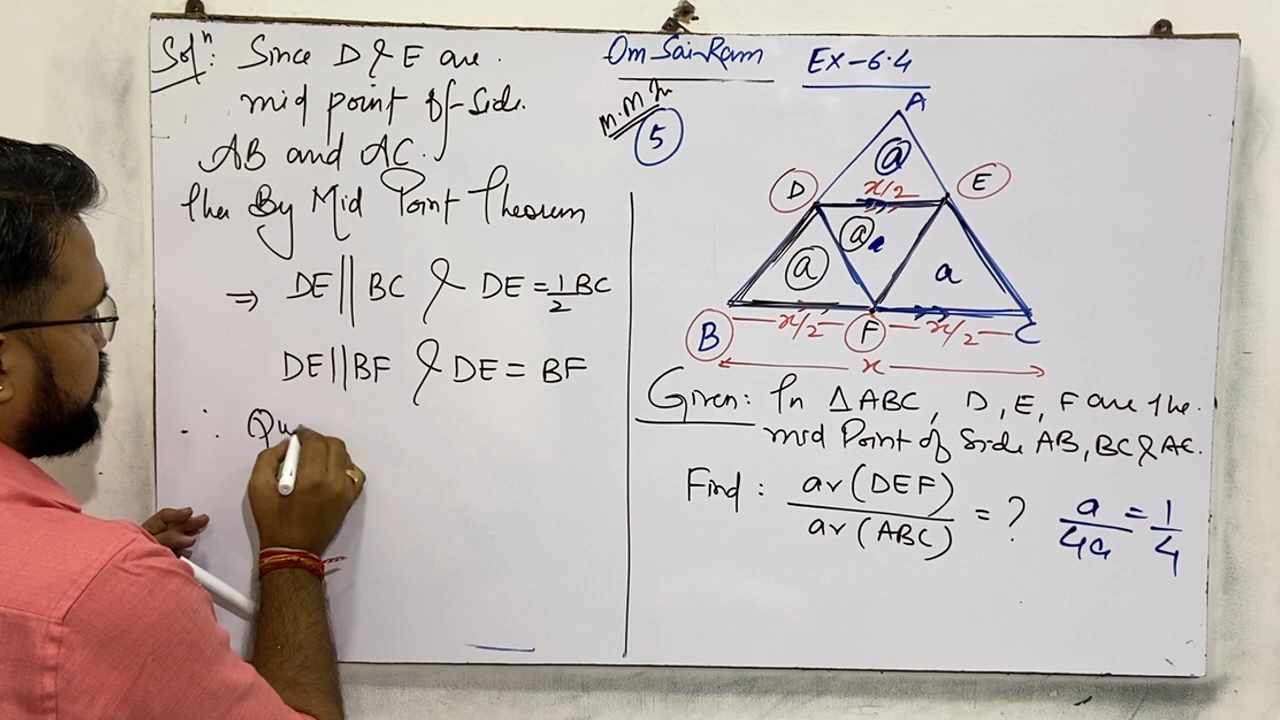 Solⁿ: Since D & E are
mid point of Side
AB and AC.
the By Mid Point Theorem
⇒ DE || BC & DE = 1/2 BC
DE || BF & DE = BF
∴ Qu
Om Sai Ram
Ex-6.4
5
A
a
D
x/2
E
a
a
a
a
B
x/2
F
x/2
C
x
Given: In △ABC, D, E, F are the
mid Point of Side AB, BC & AC.
Find: ar(DEF)/ar(ABC) = ? a/4a = 1/4